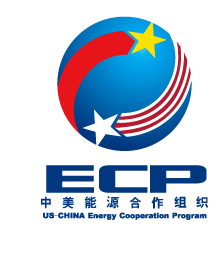 ECP
中美能源合作组织
US-CHINA Energy Cooperation Program